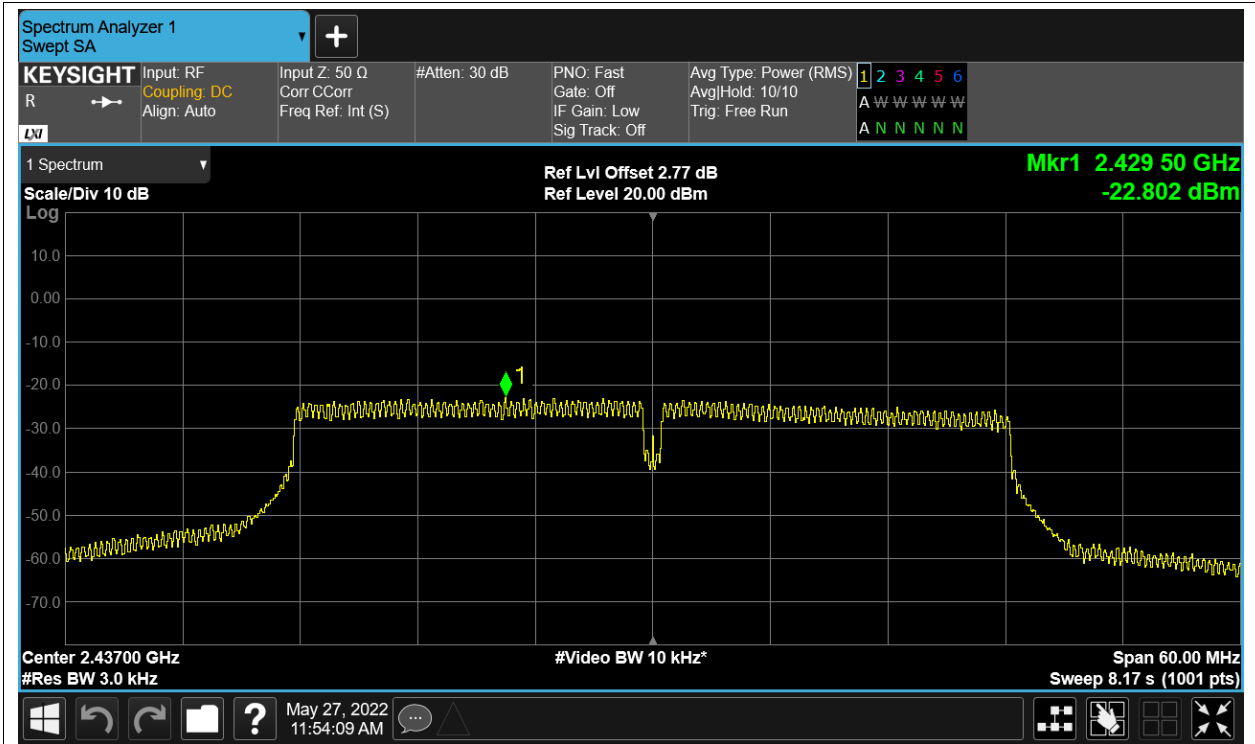 Spectrum Analyzer 1
Swept SA
+
KEYSIGHT
R
LXI
Input: RF
Coupling: DC
Align: Auto
Input Z: 50 Ω
Corr CCorr
Freq Ref: Int (S)
#Atten: 30 dB
PNO: Fast
Gate: Off
IF Gain: Low
Sig Track: Off
Avg Type: Power (RMS)
Avg|Hold: 10/10
Trig: Free Run
1 2 3 4 5 6
A W W W W W
A N N N N N
1 Spectrum
Scale/Div 10 dB
Ref Lvl Offset 2.77 dB
Ref Level 20.00 dBm
Mkr1 2.429 50 GHz
-22.802 dBm
Log
10.0
0.00
-10.0
-20.0
-30.0
-40.0
-50.0
-60.0
-70.0
1
Center 2.43700 GHz
#Res BW 3.0 kHz
#Video BW 10 kHz*
Span 60.00 MHz
Sweep 8.17 s (1001 pts)
?
May 27, 2022
11:54:09 AM